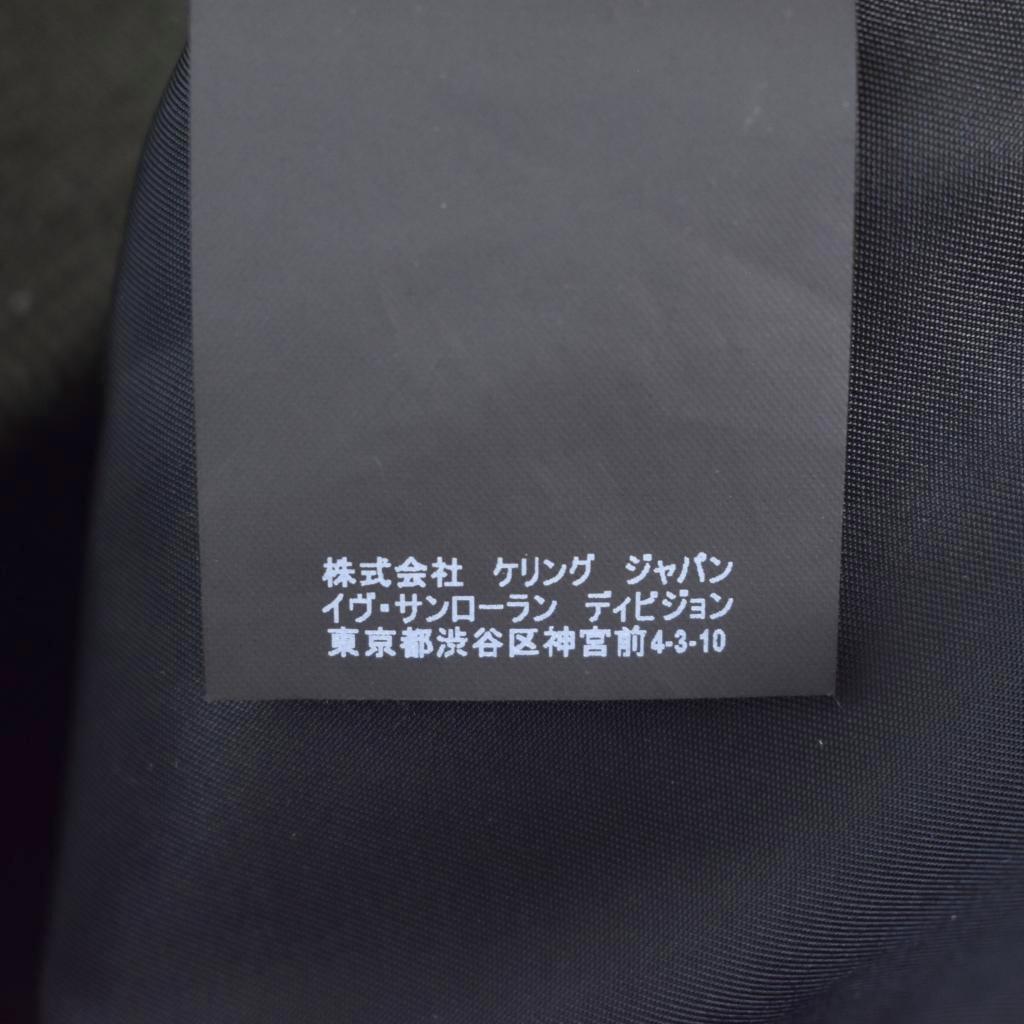 株式会社　ケリング　ジャパン
イヴ・サンローラン　ディビジョン
東京都渋谷区神宮前4-3-10